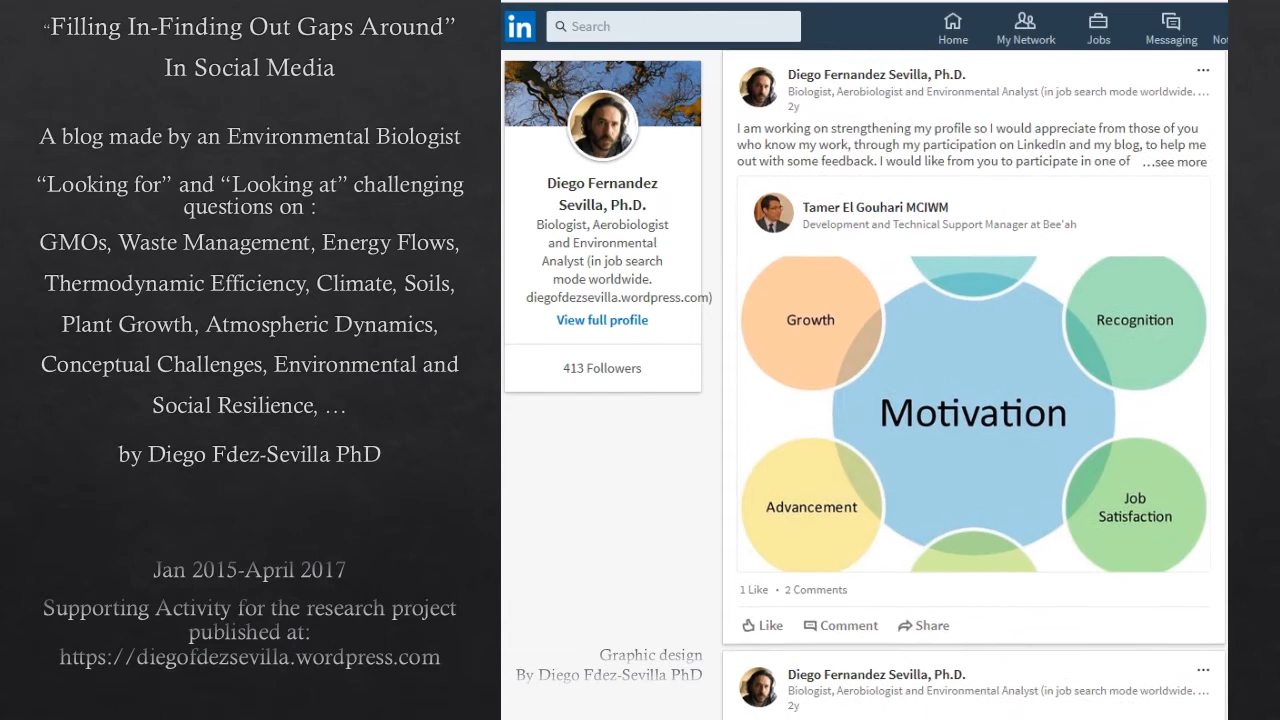 “Filling In-Finding Out Gaps Around”
In Social Media
A blog made by an Environmental Biologist
“Looking for” and “Looking at” challenging
questions on :
GMOs, Waste Management, Energy Flows,
Thermodynamic Efficiency, Climate, Soils,
Plant Growth, Atmospheric Dynamics,
Conceptual Challenges, Environmental and
Social Resilience, …
by Diego Fdez-Sevilla PhD
Jan 2015-April 2017
Supporting Activity for the research project
published at:
https://diegofdezsevilla.wordpress.com
in
Search
Home
My Network
Jobs
Messaging
No
Diego Fernandez
Sevilla, Ph.D.
Biologist, Aerobiologist
and Environmental
Analyst (in job search
mode worldwide.
diegofdezsevilla.wordpress.com)
View full profile
413 Followers
Graphic design
By Diego Fdez-Sevilla PhD
Diego Fernandez Sevilla, Ph.D.
Biologist, Aerobiologist and Environmental Analyst (in job search mode worldwide. …
2y
I am working on strengthening my profile so I would appreciate from those of you
who know my work, through my participation on LinkedIn and my blog, to help me
out with some feedback. I would like from you to participate in one of …see more
Tamer El Gouhari MCIWM
Development and Technical Support Manager at Bee'ah
Growth
Recognition
Motivation
Advancement
Job
Satisfaction
1 Like • 2 Comments
Like Comment Share
Diego Fernandez Sevilla, Ph.D.
Biologist, Aerobiologist and Environmental Analyst (in job search mode worldwide. …
2y